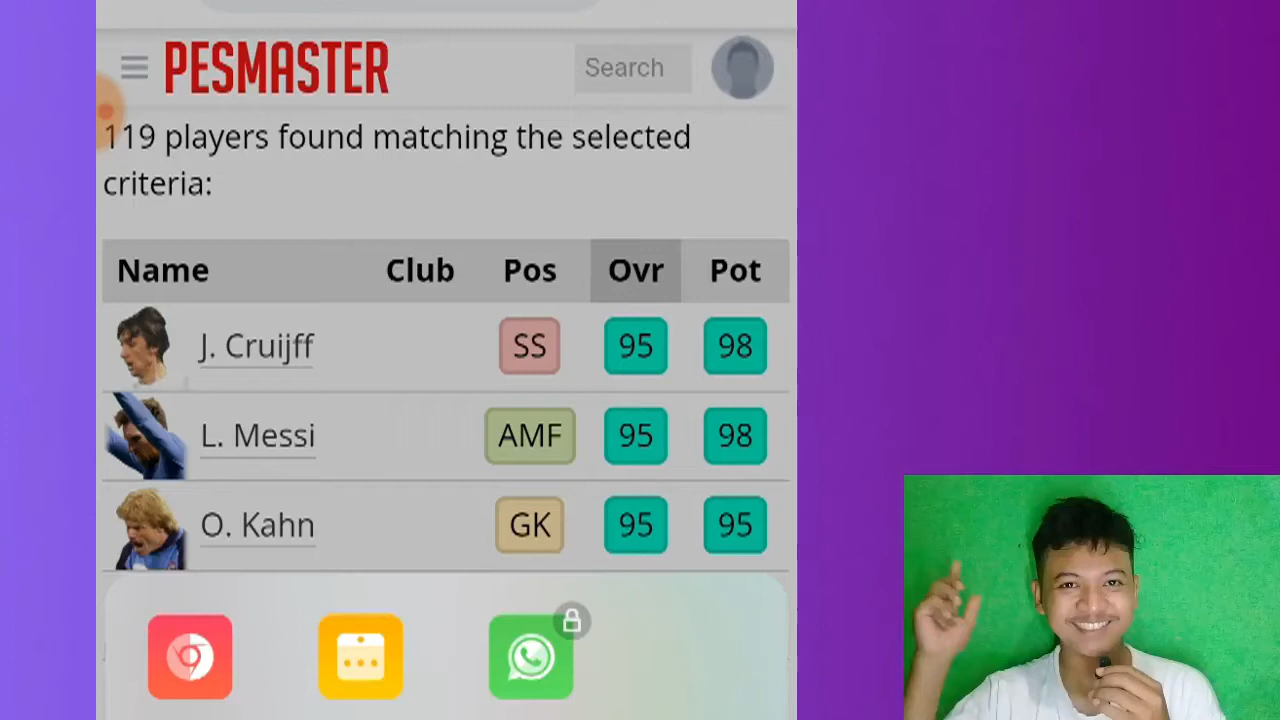 PESMASTER
Search
119 players found matching the selected
criteria:
Name Club Pos Ovr Pot
J. Cruijff SS 95 98
L. Messi AMF 95 98
O. Kahn GK 95 95